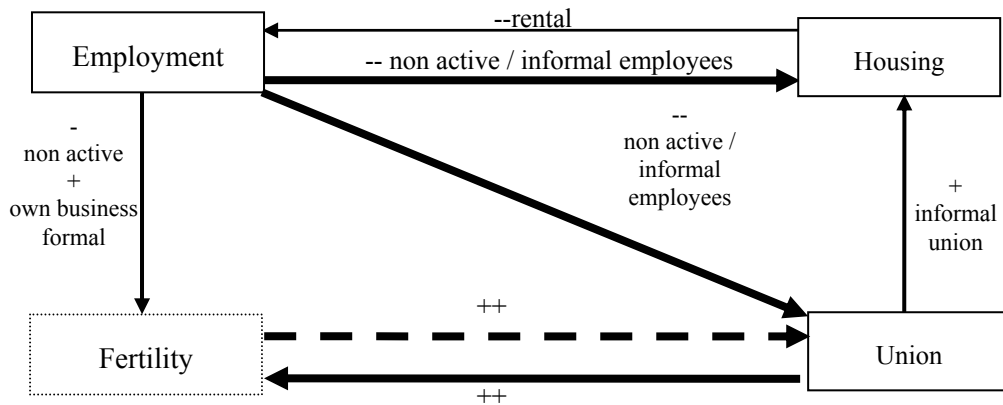 --rental
Employment
-- non active / informal employees
Housing
-
non active
+
own business
formal
--
non active /
informal
employees
+
informal
union
++
Fertility
Union
++